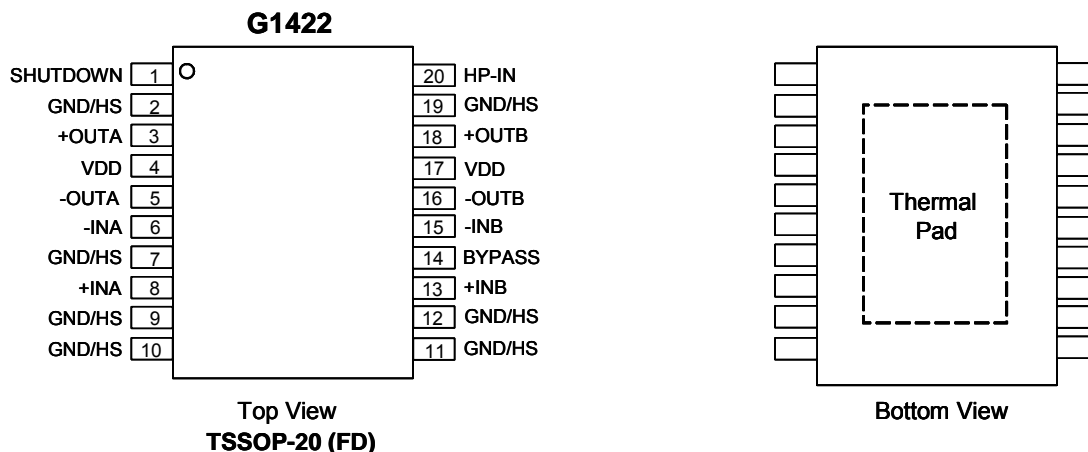 G1422
SHUTDOWN 1 20 HP-IN
GND/HS 2 19 GND/HS
+OUTA 3 18 +OUTB
VDD 4 17 VDD
-OUTA 5 16 -OUTB
-INA 6 15 -INB
GND/HS 7 14 BYPASS
+INA 8 13 +INB
GND/HS 9 12 GND/HS
GND/HS 10 11 GND/HS
Top View
TSSOP-20 (FD)
Thermal
Pad
Bottom View